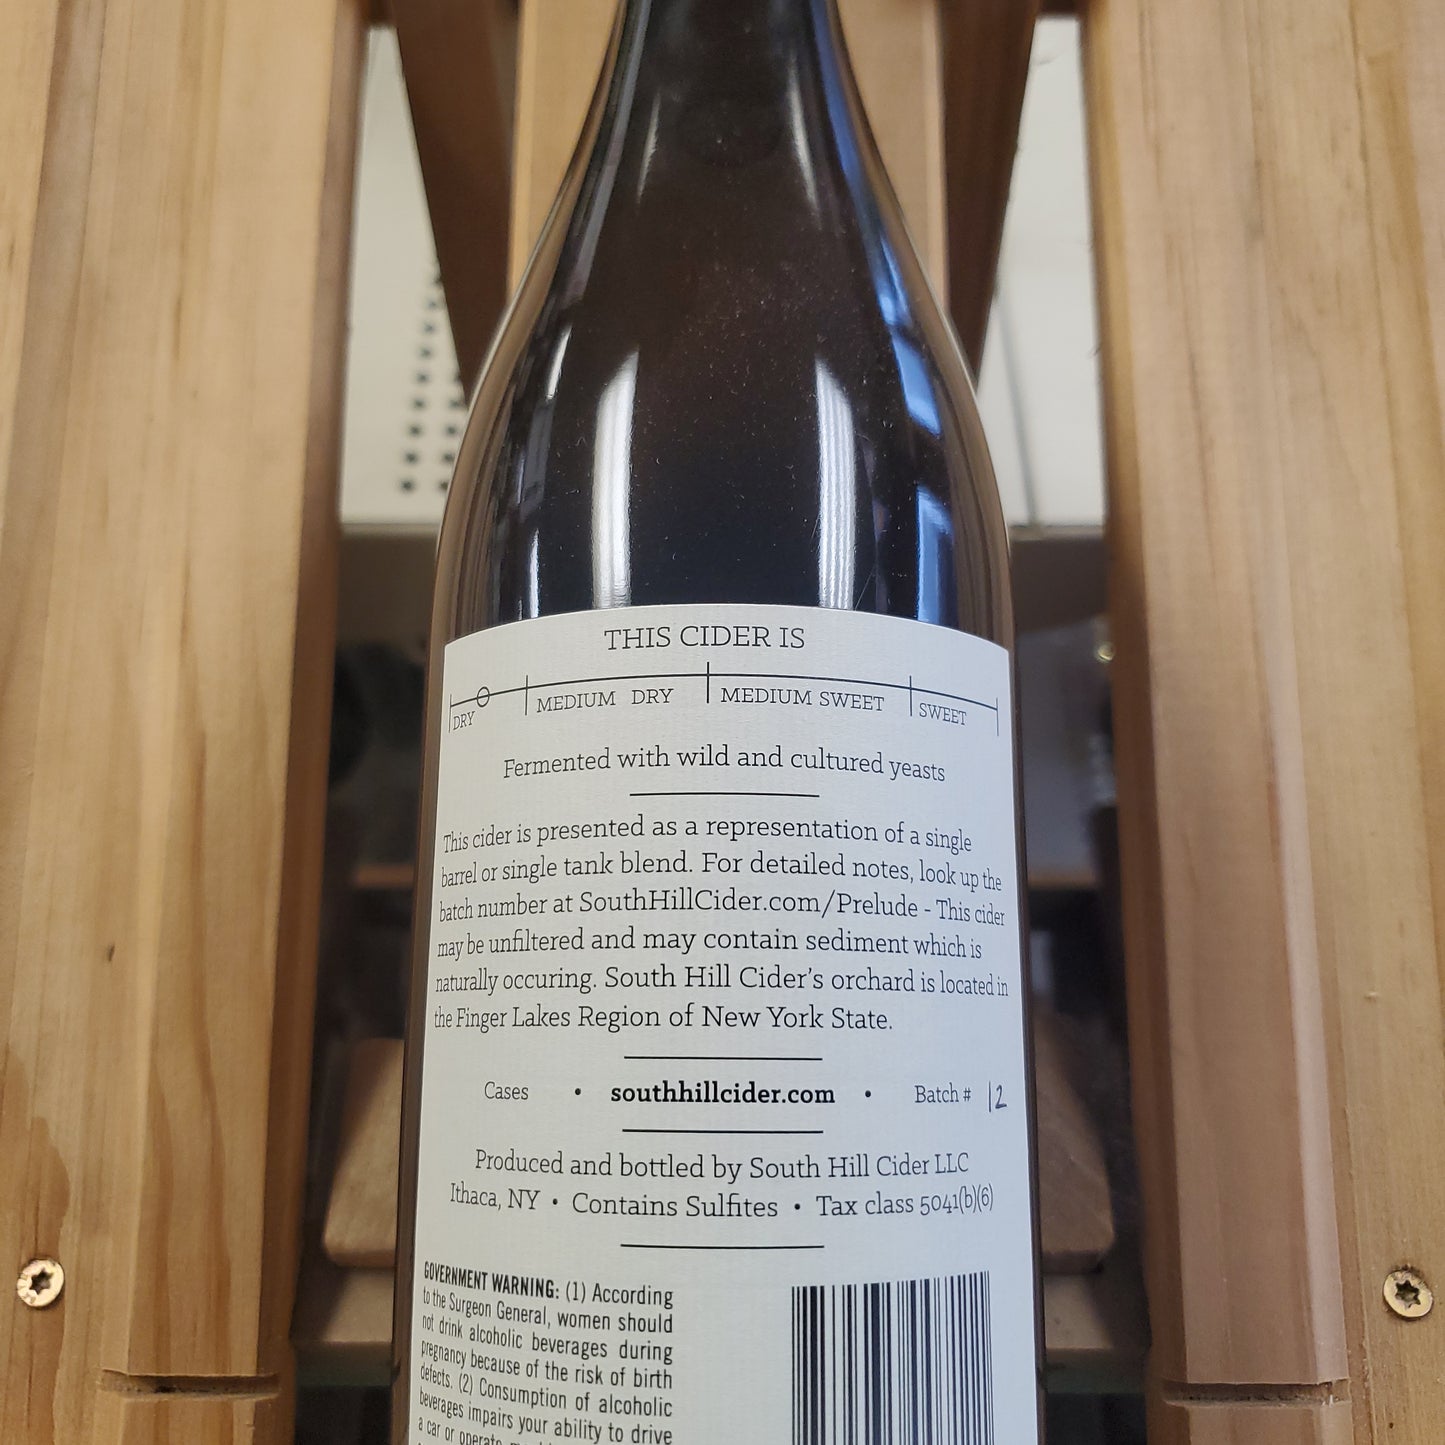 THIS CIDER IS
DRY MEDIUM DRY MEDIUM SWEET SWEET
Fermented with wild and cultured yeasts
This cider is presented as a representation of a single
barrel or single tank blend. For detailed notes, look up the
batch number at SouthHillCider.com/Prelude - This cider
may be unfiltered and may contain sediment which is
naturally occuring. South Hill Cider's orchard is located in
the Finger Lakes Region of New York State.
Cases • southhillcider.com • Batch # 12
Produced and bottled by South Hill Cider LLC
Ithaca, NY • Contains Sulfites • Tax class 5041(b)(6)
GOVERNMENT WARNING: (1) According
to the Surgeon General, women should
not drink alcoholic beverages during
pregnancy because of the risk of birth
defects. (2) Consumption of alcoholic
beverages impairs your ability to drive
a car or operate